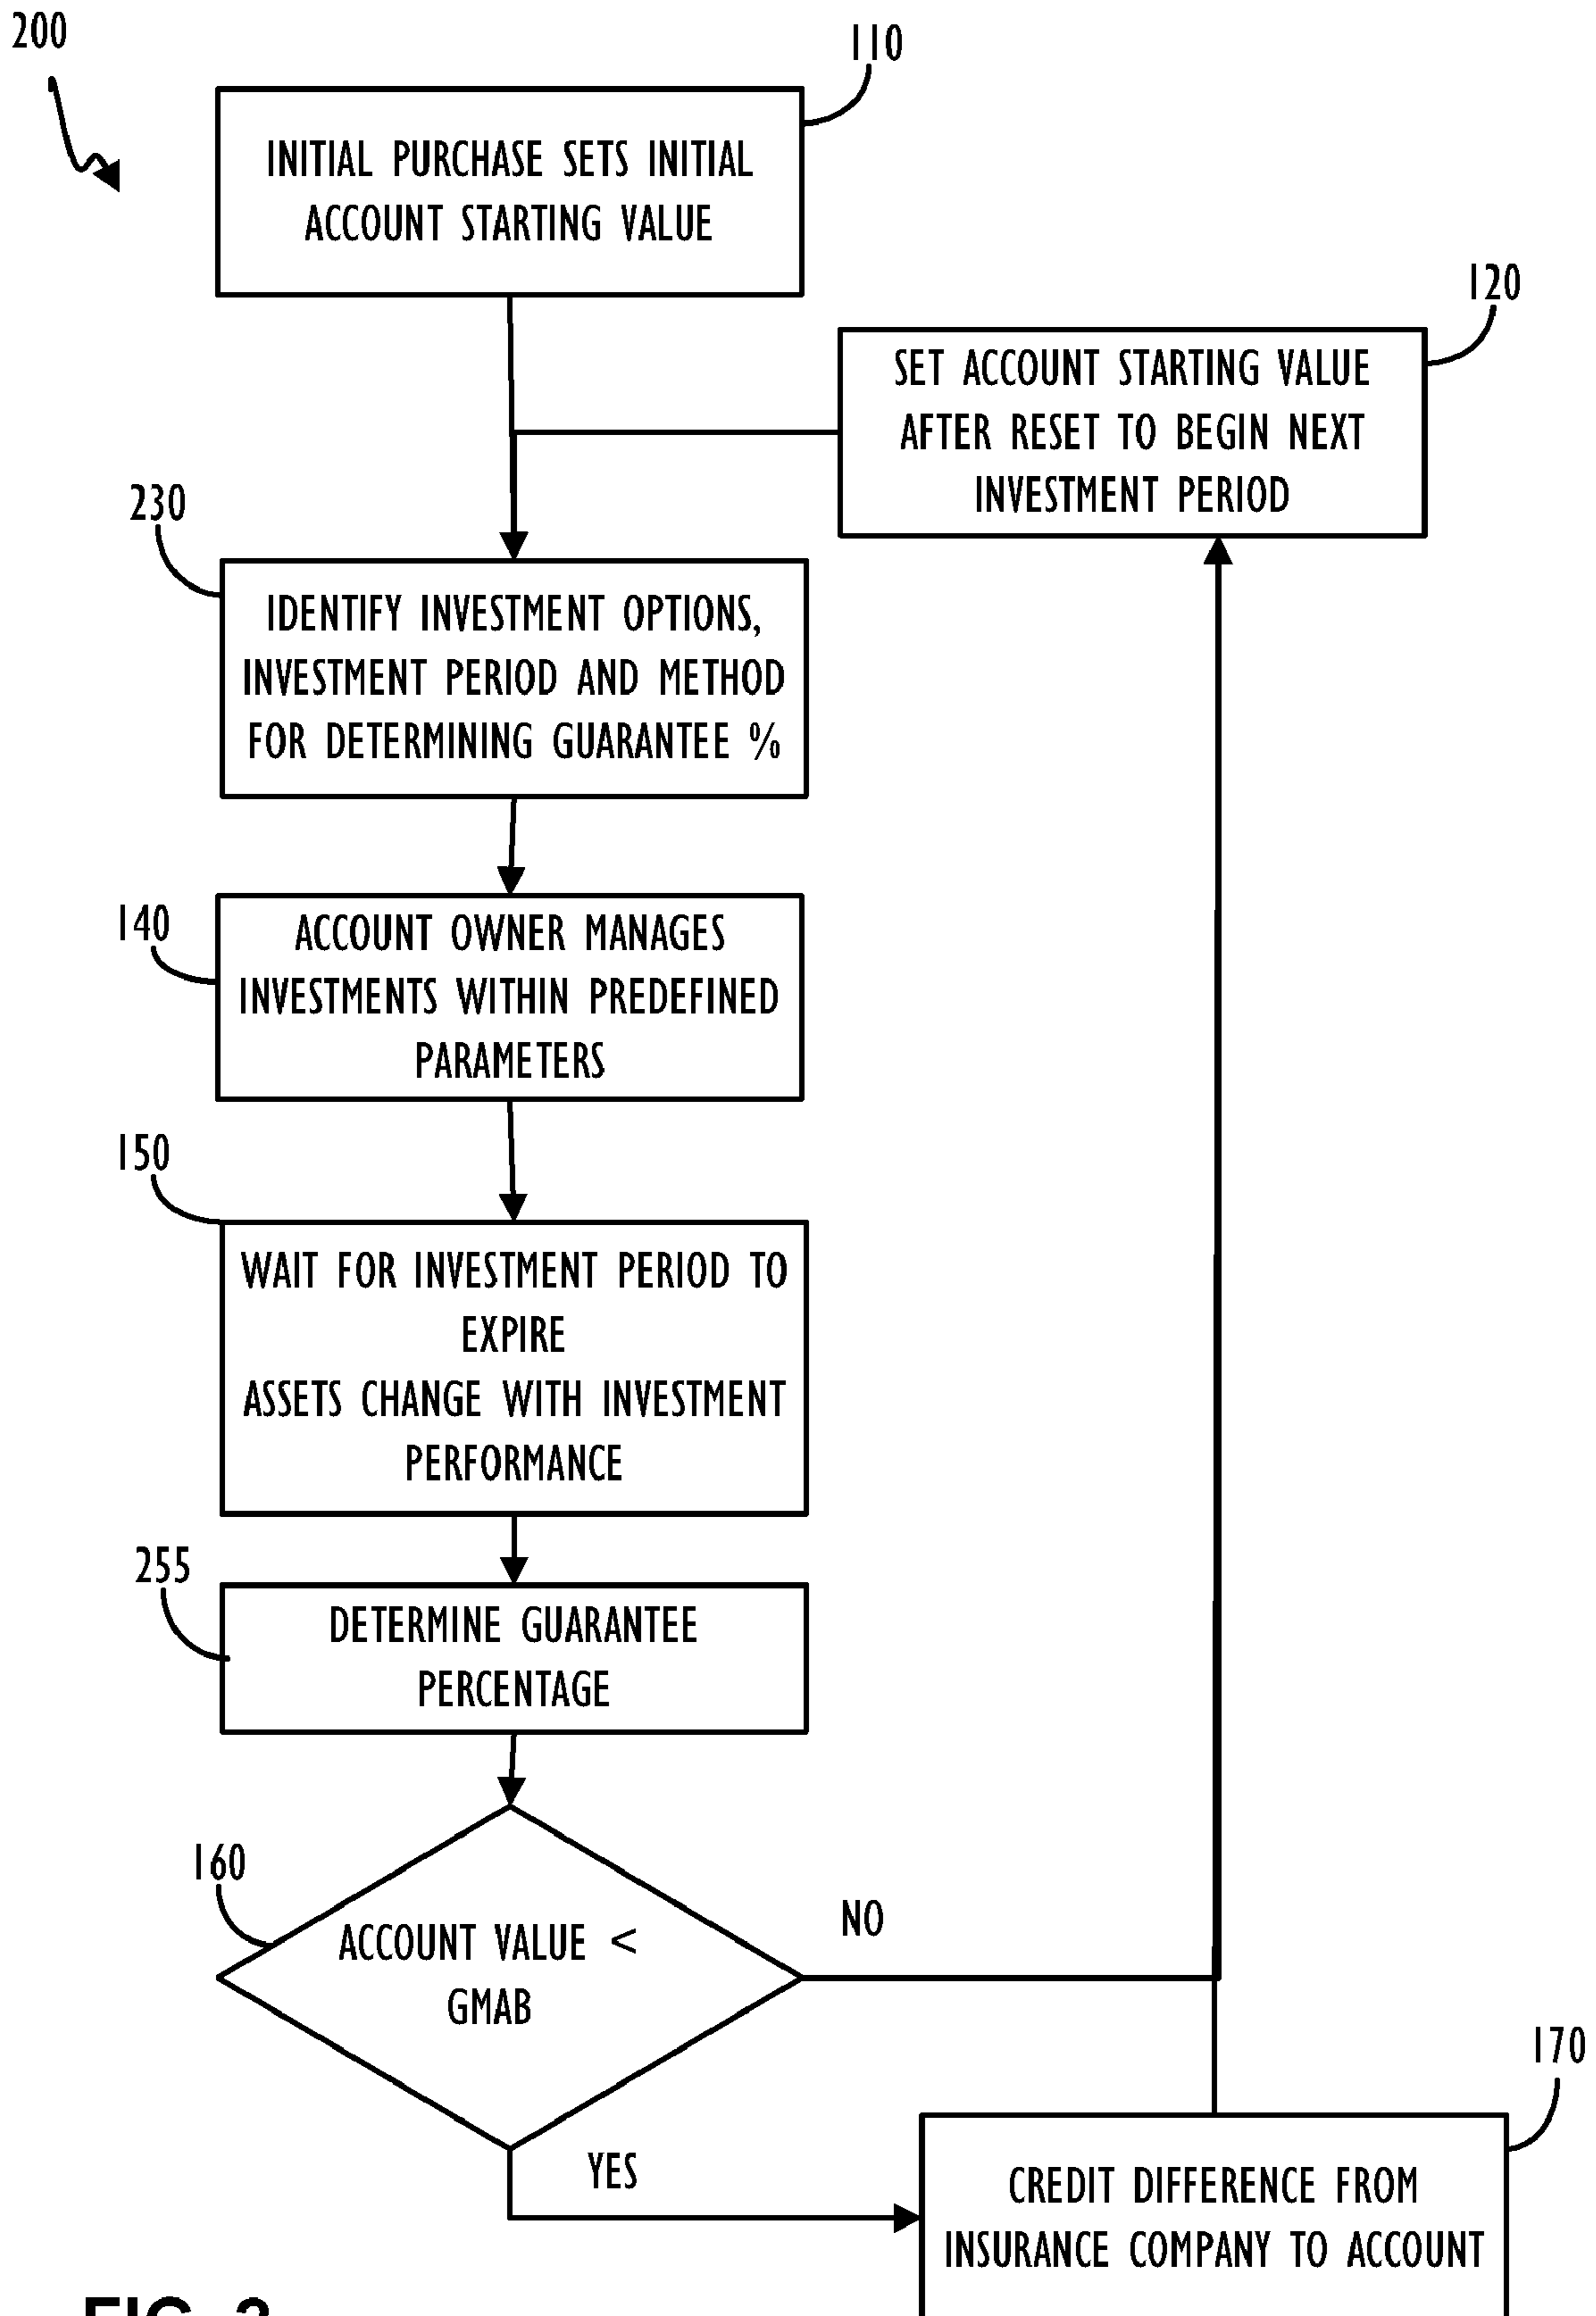 200
110
INITIAL PURCHASE SETS INITIAL
ACCOUNT STARTING VALUE
120
SET ACCOUNT STARTING VALUE
AFTER RESET TO BEGIN NEXT
INVESTMENT PERIOD
230
IDENTIFY INVESTMENT OPTIONS,
INVESTMENT PERIOD AND METHOD
FOR DETERMINING GUARANTEE %
140
ACCOUNT OWNER MANAGES
INVESTMENTS WITHIN PREDEFINED
PARAMETERS
150
WAIT FOR INVESTMENT PERIOD TO
EXPIRE
ASSETS CHANGE WITH INVESTMENT
PERFORMANCE
255
DETERMINE GUARANTEE
PERCENTAGE
160
ACCOUNT VALUE <
GMAB
NO
YES
170
CREDIT DIFFERENCE FROM
INSURANCE COMPANY TO ACCOUNT
FIG.